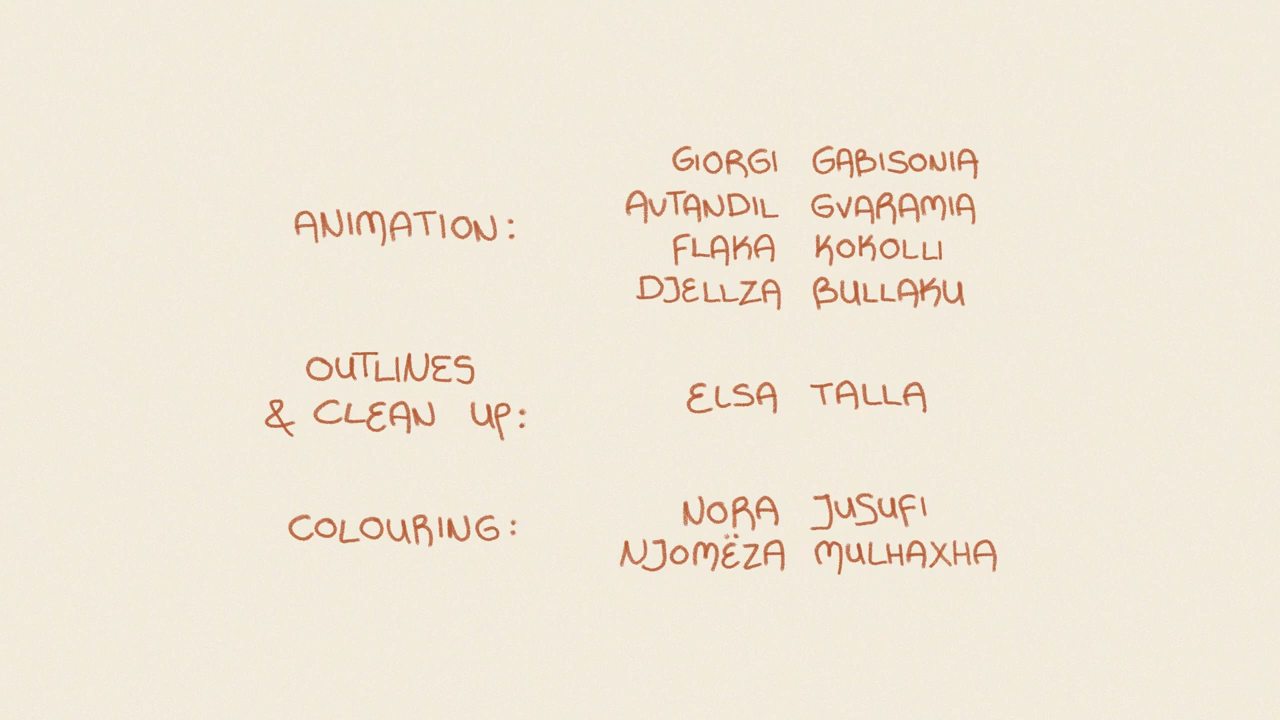 ANIMATION:
GIORGI GABISONIA
AVTANDIL GVARAMIA
FLAKA KOKOLLI
DJELLZA BULLAKU
OUTLINES
& CLEAN UP:
ELSA TALLA
COLOURING:
NORA JUSUFI
NJOMËZA MULHAXHA